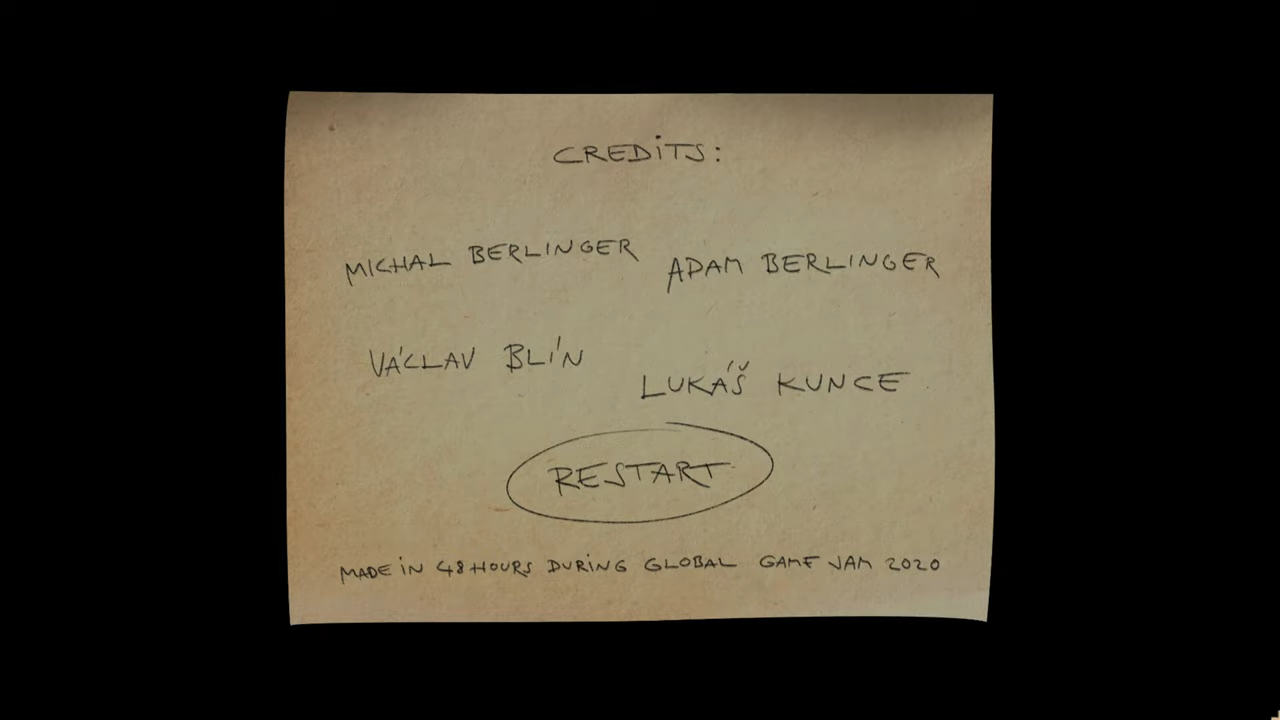 CREDITS:
MICHAL BERLINGER ADAM BERLINGER
VÁCLAV BLÍN
LUKÁŠ KUNCE
RESTART
MADE IN 48 HOURS DURING GLOBAL GAME JAM 2020